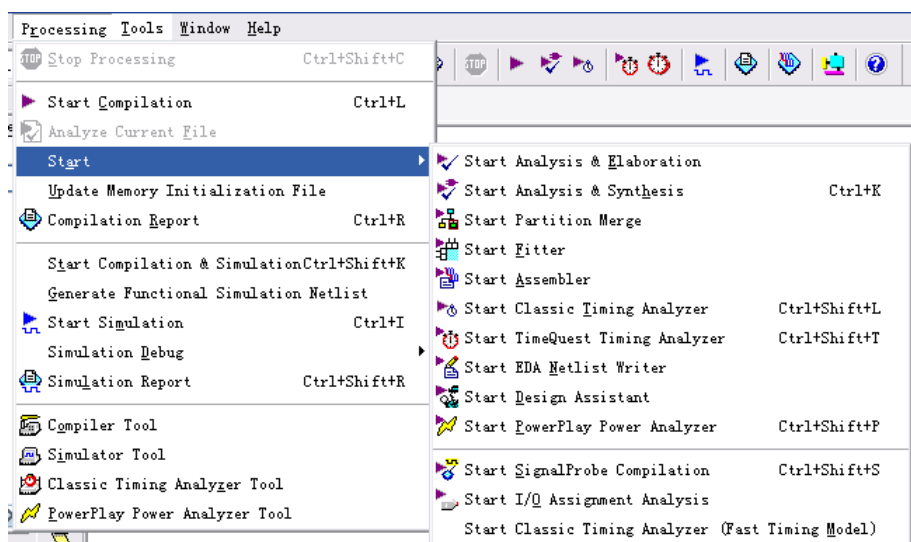 Processing Tools Window Help
Stop Processing Ctrl+Shift+C
Start Compilation Ctrl+L
Analyze Current File
Start
Update Memory Initialization File
Compilation Report Ctrl+R
Start Compilation & Simulation Ctrl+Shift+K
Generate Functional Simulation Netlist
Start Simulation Ctrl+I
Simulation Debug
Simulation Report Ctrl+Shift+R
Compiler Tool
Simulator Tool
Classic Timing Analyzer Tool
PowerPlay Power Analyzer Tool
STOP
Start Analysis & Elaboration
Start Analysis & Synthesis Ctrl+K
Start Partition Merge
Start Fitter
Start Assembler
Start Classic Timing Analyzer Ctrl+Shift+L
Start TimeQuest Timing Analyzer Ctrl+Shift+T
Start EDA Netlist Writer
Start Design Assistant
Start PowerPlay Power Analyzer Ctrl+Shift+P
Start SignalProbe Compilation Ctrl+Shift+S
Start I/O Assignment Analysis
Start Classic Timing Analyzer (Fast Timing Model)